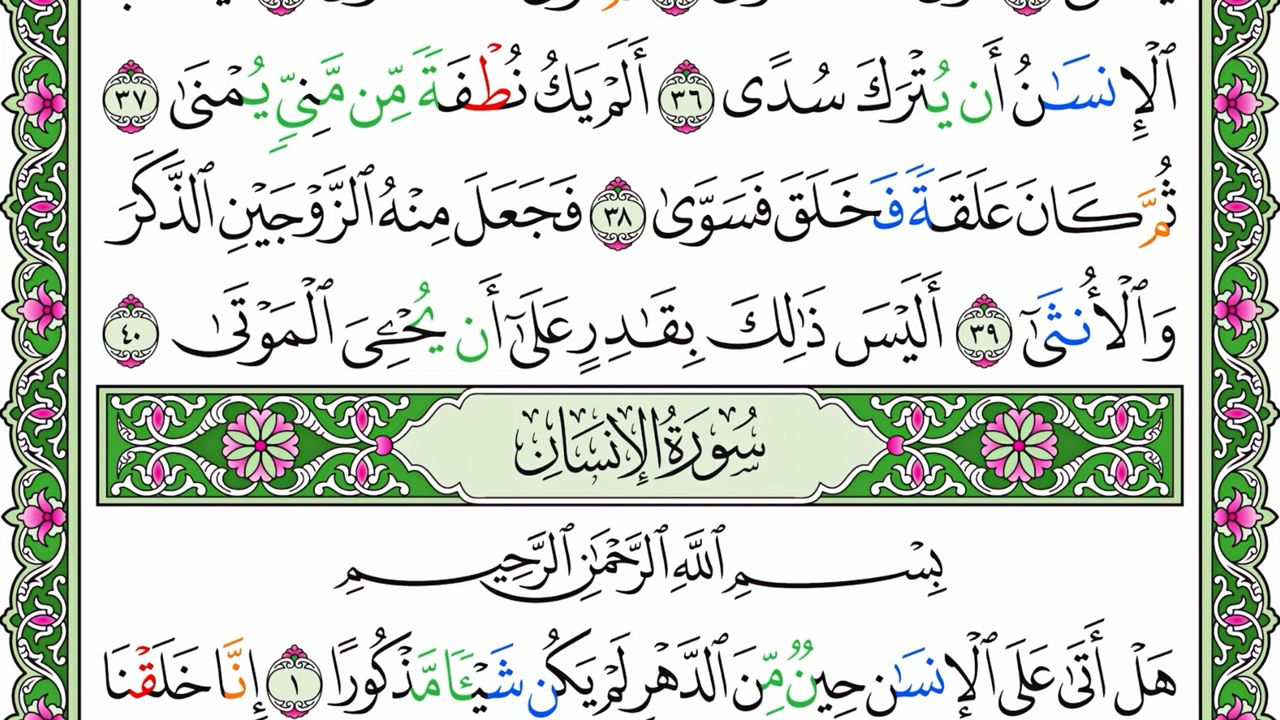 ٱلْإِنسَٰنُ أَن يُتْرَكَ سُدًى ٣٦ أَلَمْ يَكُ نُطْفَةً مِّن مَّنِىٍّ يُمْنَىٰ ٣٧
ثُمَّ كَانَ عَلَقَةً فَخَلَقَ فَسَوَّىٰ ٣٨ فَجَعَلَ مِنْهُ ٱلزَّوْجَيْنِ ٱلذَّكَرَ
وَٱلْأُنثَىٰٓ ٣٩ أَلَيْسَ ذَٰلِكَ بِقَٰدِرٍ عَلَىٰٓ أَن يُحْۦِىَ ٱلْمَوْتَىٰ ٤٠
سُورَةُ الإِنسَانِ
بِسْمِ ٱللَّهِ ٱلرَّحْمَٰنِ ٱلرَّحِيمِ
هَلْ أَتَىٰ عَلَى ٱلْإِنسَٰنِ حِينٌ مِّنَ ٱلدَّهْرِ لَمْ يَكُن شَيْـًٔا مَّذْكُورًا ١ إِنَّا خَلَقْنَا